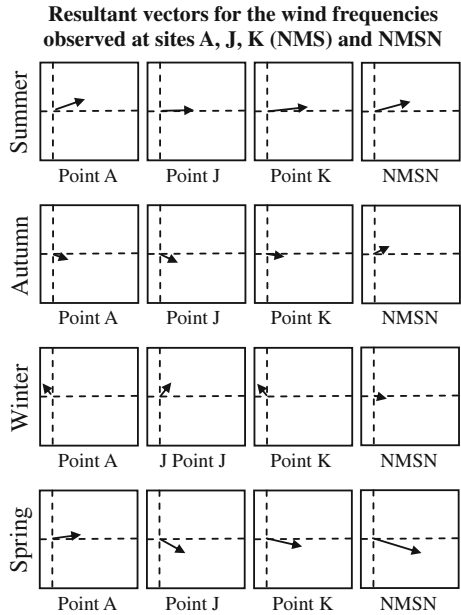 Resultant vectors for the wind frequencies
observed at sites A, J, K (NMS) and NMSN
Summer
Point A Point J Point K NMSN
Autumn
Point A Point J Point K NMSN
Winter
Point A J Point J Point K NMSN
Spring
Point A Point J Point K NMSN